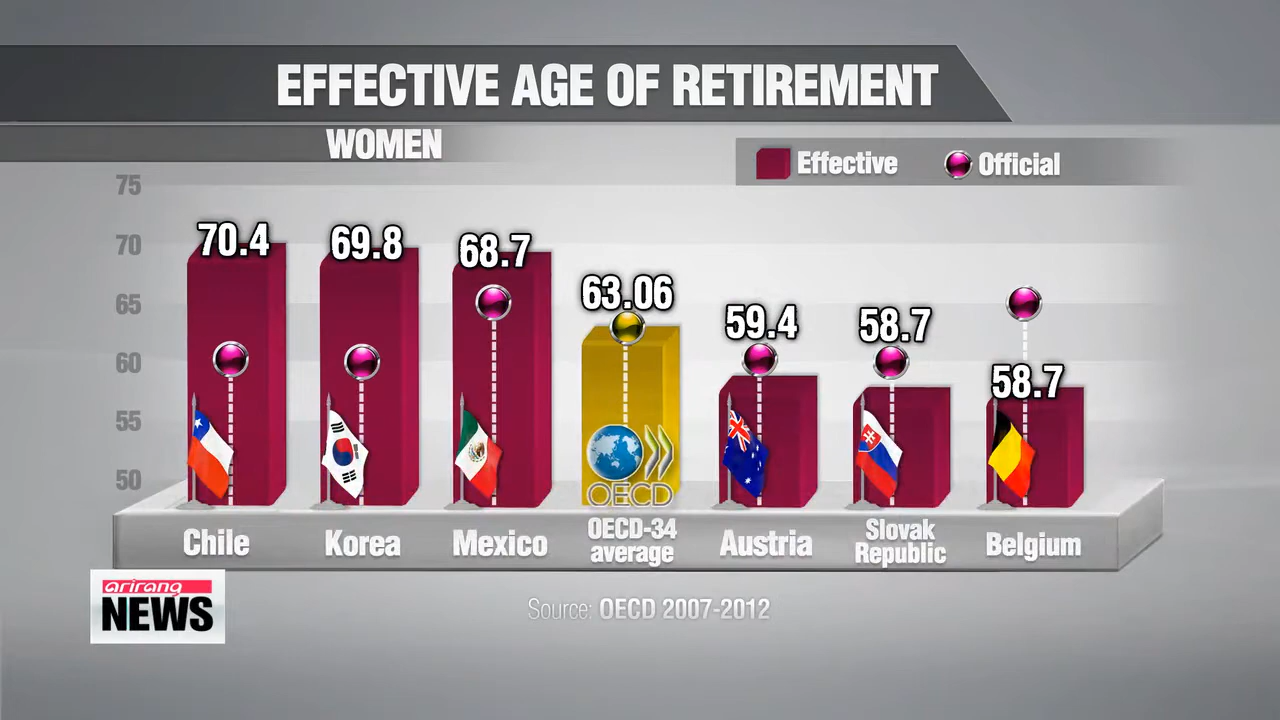 EFFECTIVE AGE OF RETIREMENT
WOMEN
Effective
Official
75
70
65
60
55
50
70.4
69.8
68.7
63.06
59.4
58.7
58.7
OECD
Chile
Korea
Mexico
OECD-34
average
Austria
Slovak
Republic
Belgium
arirang
NEWS
Source: OECD 2007-2012